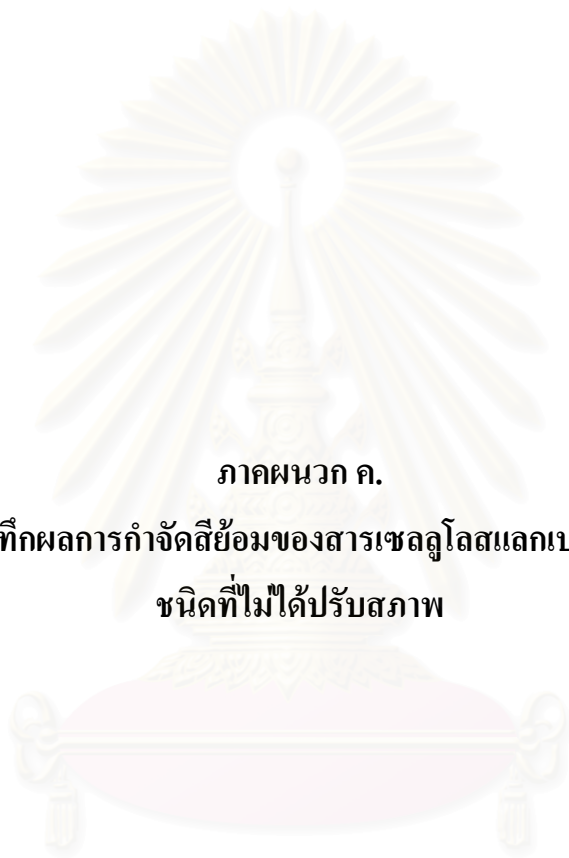 ภาคผนวก ค.
ทึกผลการกำจัดสีย้อมของสารเซลลูโลสแลกเป
ชนิดที่ไม่ได้ปรับสภาพ